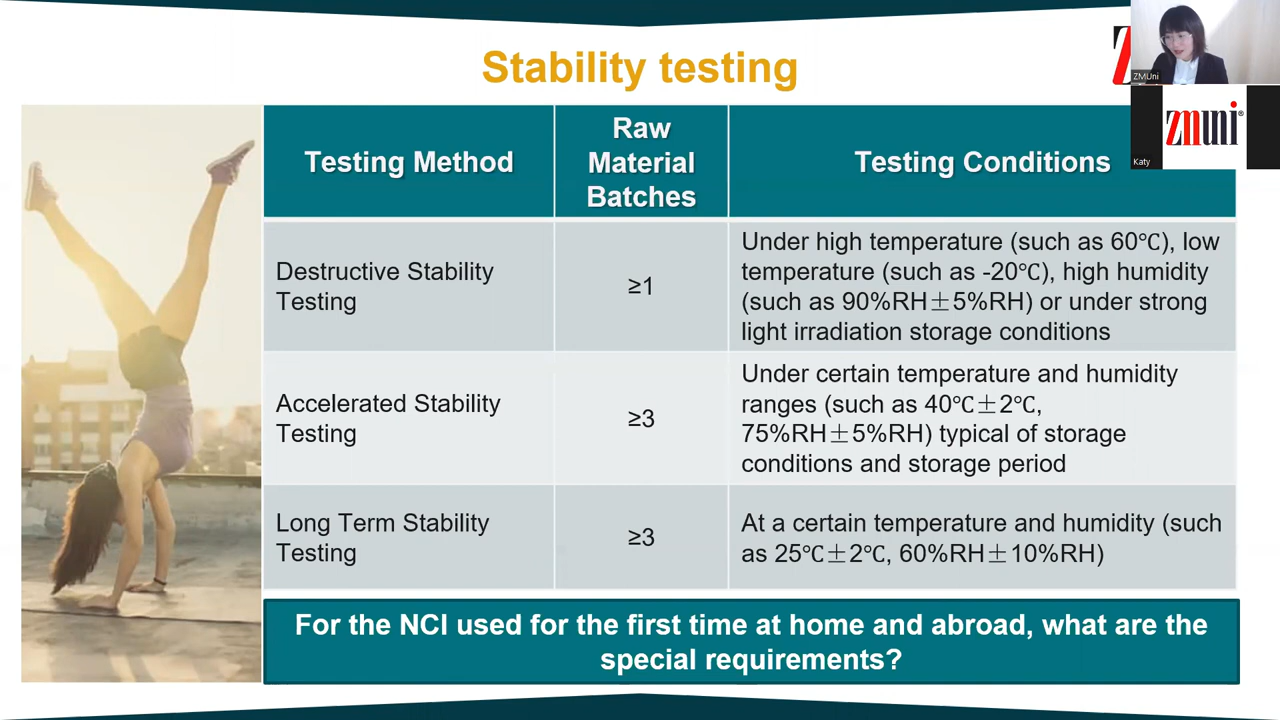 Stability testing
ZMUni
zmuni®
Katy
Testing Method
Raw
Material
Batches
Testing Conditions
Destructive Stability
Testing
≥1
Under high temperature (such as 60℃), low
temperature (such as -20℃), high humidity
(such as 90%RH±5%RH) or under strong
light irradiation storage conditions
Accelerated Stability
Testing
≥3
Under certain temperature and humidity
ranges (such as 40℃±2℃,
75%RH±5%RH) typical of storage
conditions and storage period
Long Term Stability
Testing
≥3
At a certain temperature and humidity (such
as 25℃±2℃, 60%RH±10%RH)
For the NCI used for the first time at home and abroad, what are the
special requirements?